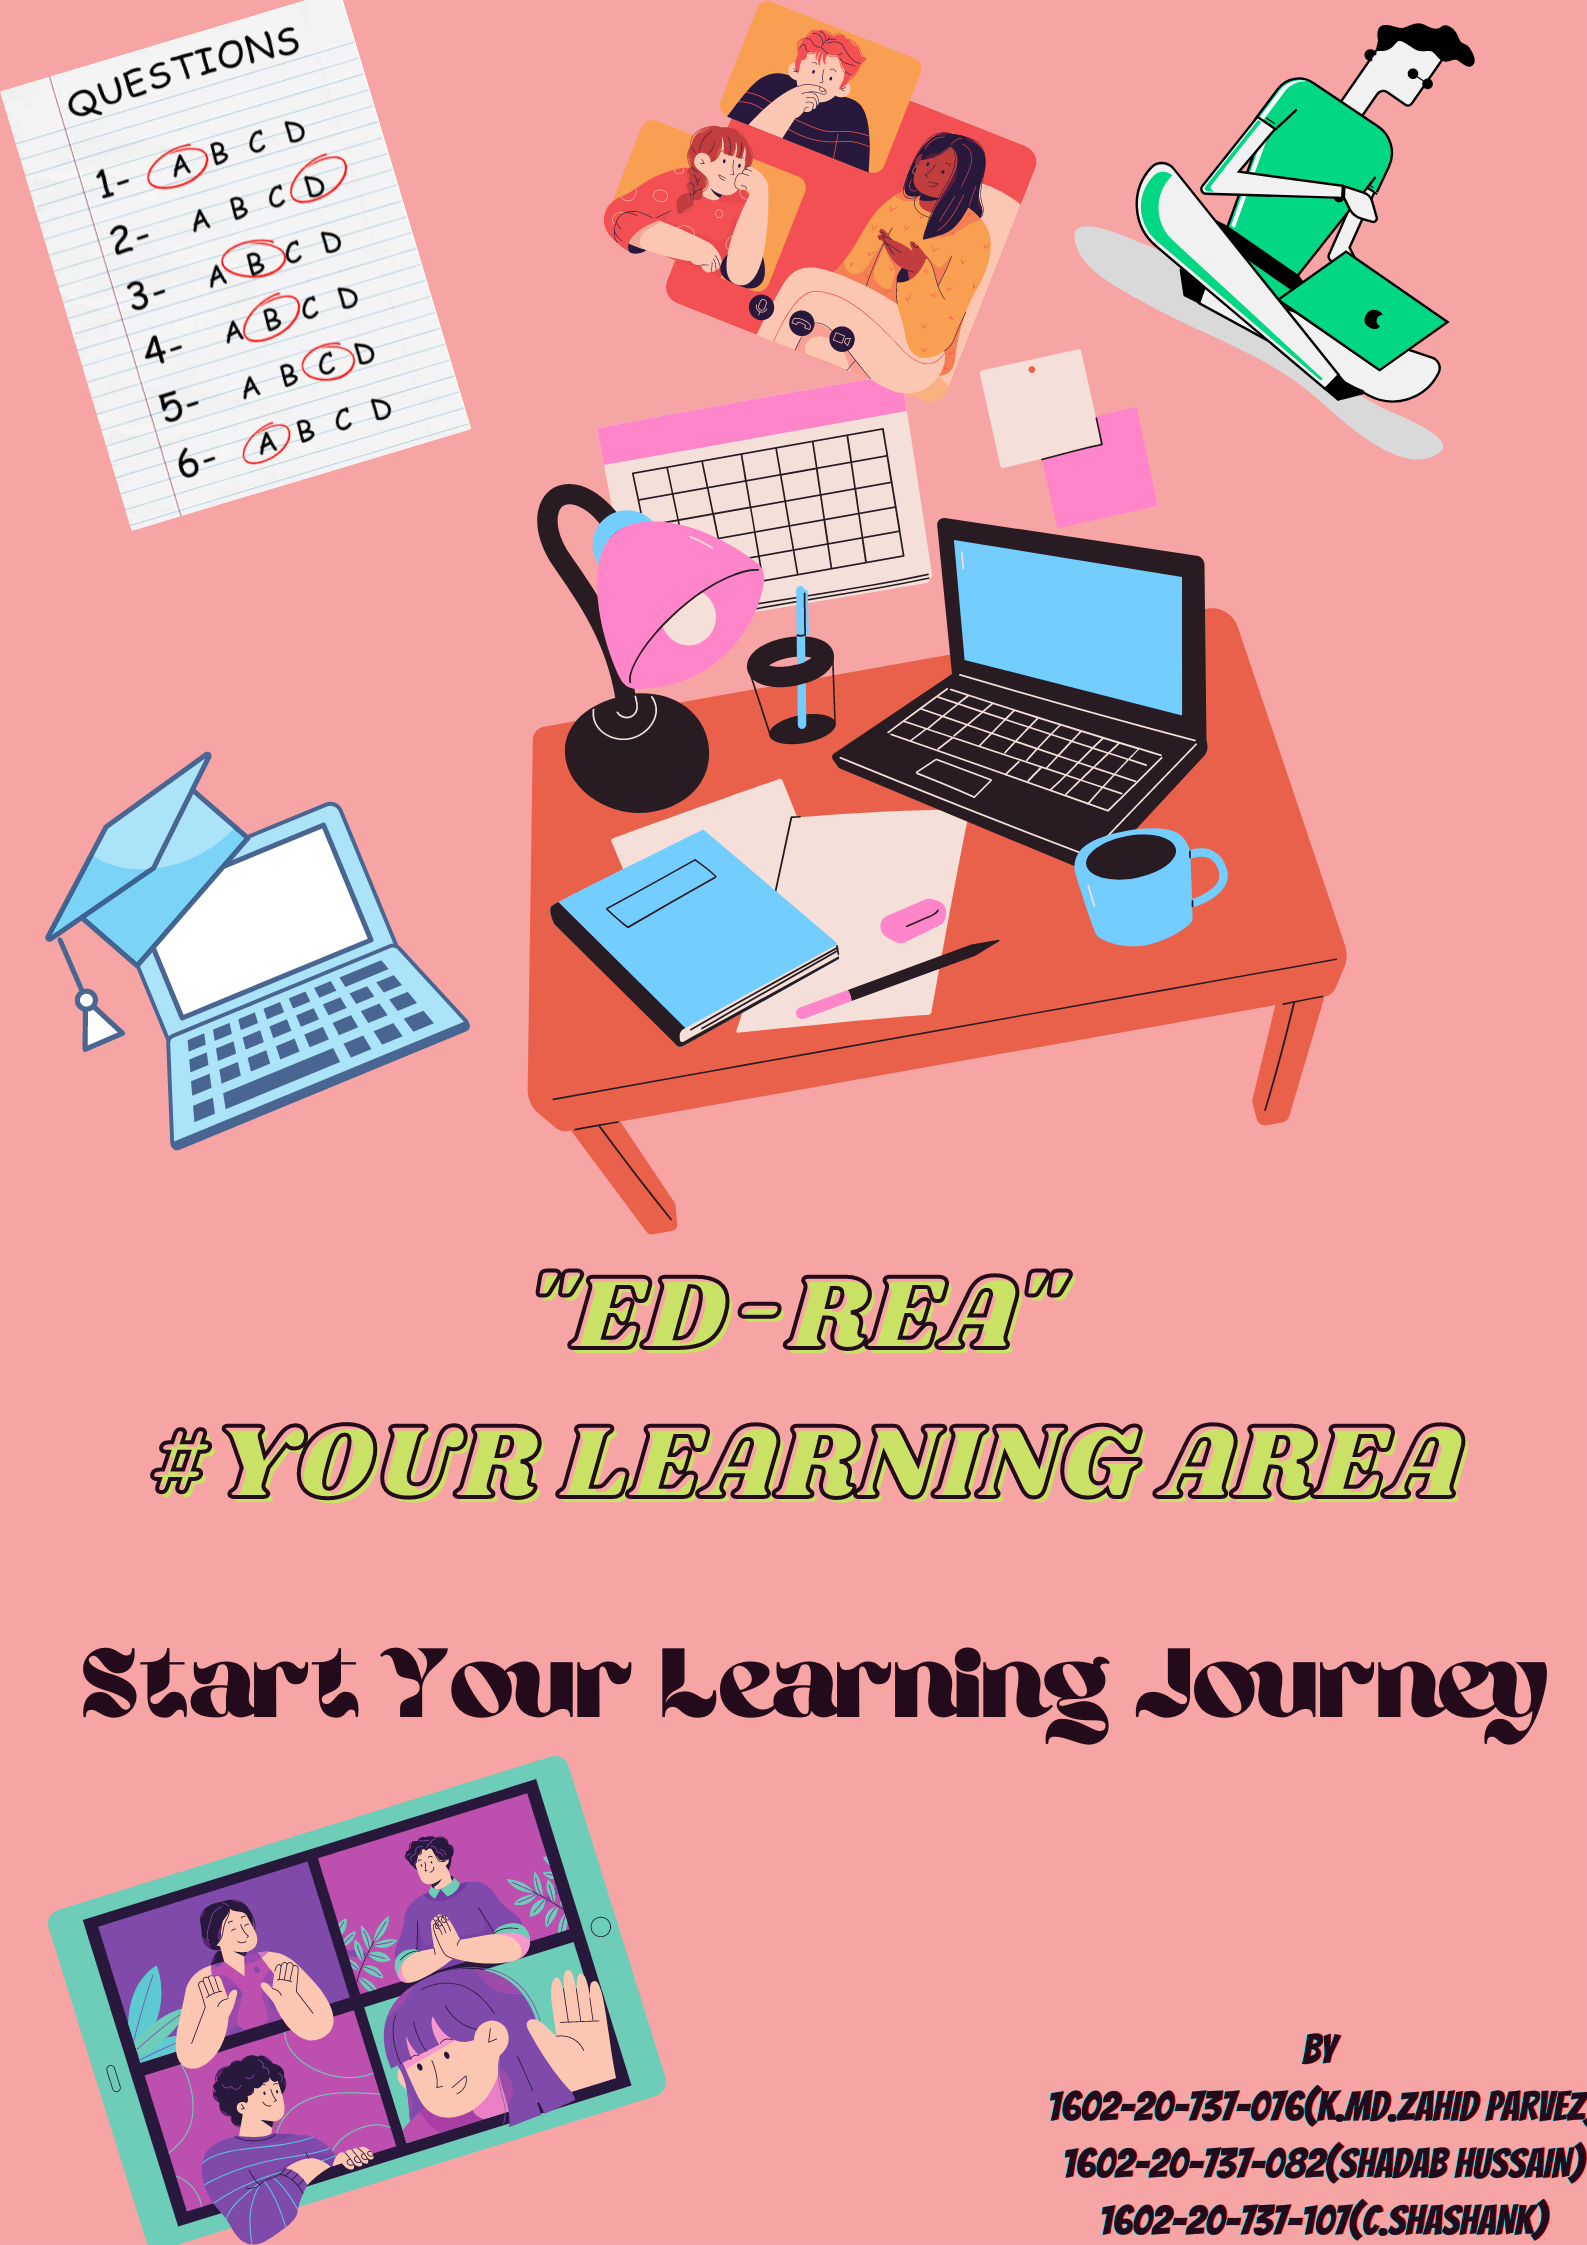 QUESTIONS
1- A B C D
2- A B C D
3- A B C D
4- A B C D
5- A B C D
6- A B C D
"ED-REA"
#YOUR LEARNING AREA
Start Your Learning Journey
BY
1602-20-737-076(K.MD.ZAHID PARVEZ)
1602-20-737-082(SHADAB HUSSAIN)
1602-20-737-107(C.SHASHANK)